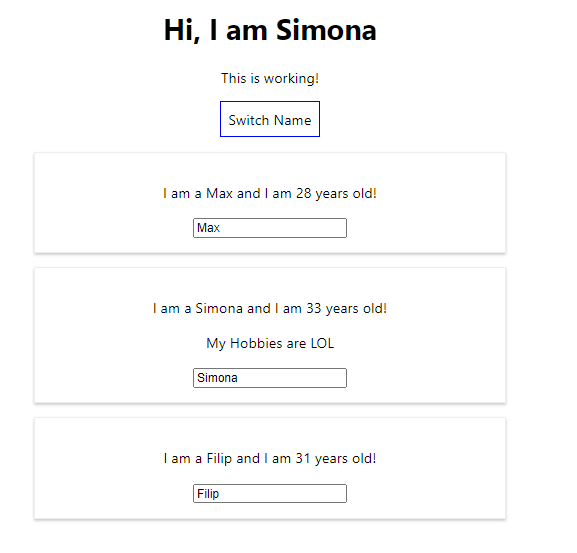 Hi, I am Simona
This is working!
Switch Name
I am a Max and I am 28 years old!
Max
I am a Simona and I am 33 years old!
My Hobbies are LOL
Simona
I am a Filip and I am 31 years old!
Filip